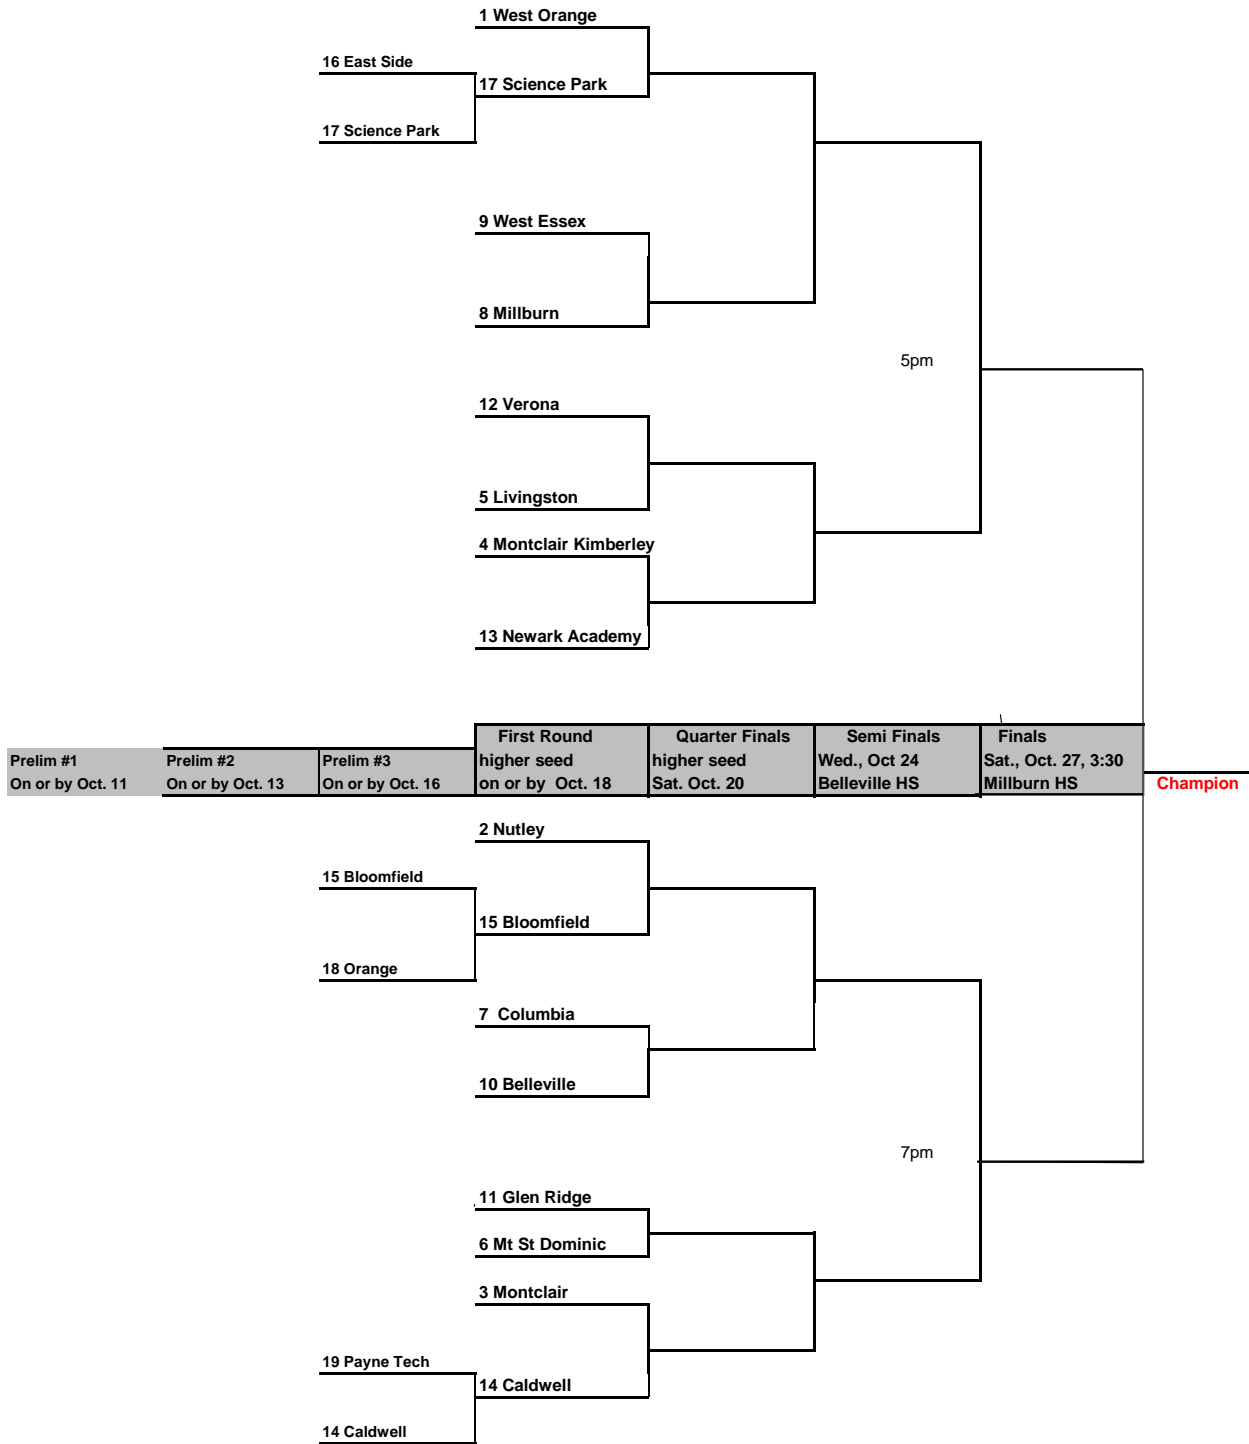 1 West Orange
16 East Side
17 Science Park
17 Science Park
9 West Essex
8 Millburn
5pm
12 Verona
5 Livingston
4 Montclair Kimberley
13 Newark Academy
First Round
Quarter Finals
Semi Finals
Finals
Prelim #1
Prelim #2
Prelim #3
higher seed
higher seed
Wed., Oct 24
Sat., Oct. 27, 3:30
On or by Oct. 11
On or by Oct. 13
On or by Oct. 16
on or by  Oct. 18
Sat. Oct. 20
Belleville HS
Millburn HS
Champion
2 Nutley
15 Bloomfield
15 Bloomfield
18 Orange
7  Columbia
10 Belleville
7pm
11 Glen Ridge
6 Mt St Dominic
3 Montclair
19 Payne Tech
14 Caldwell
14 Caldwell